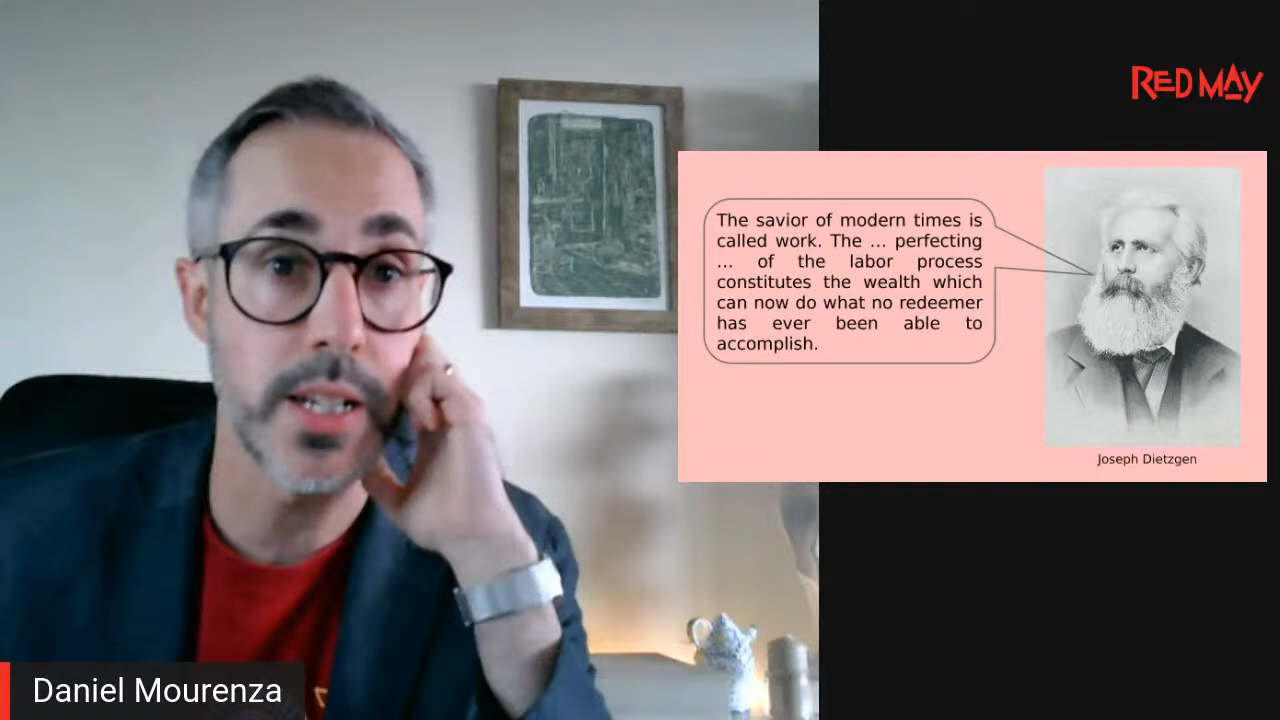 RED MAY
The savior of modern times is
called work. The ... perfecting
... of the labor process
constitutes the wealth which
can now do what no redeemer
has ever been able to
accomplish.
Joseph Dietzgen
Daniel Mourenza